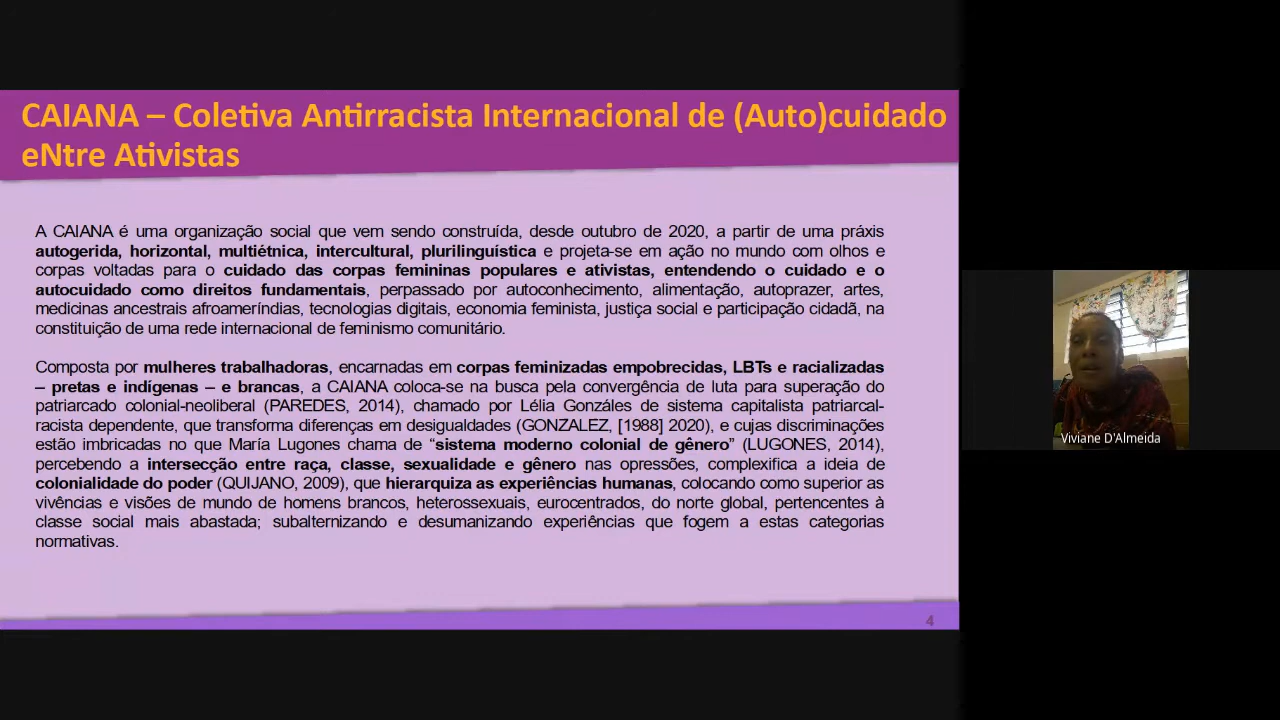 CAIANA – Coletiva Antirracista Internacional de (Auto)cuidado
eNtre Ativistas
A CAIANA é uma organização social que vem sendo construída, desde outubro de 2020, a partir de uma práxis
autogerida, horizontal, multiétnica, intercultural, plurilinguística e projeta-se em ação no mundo com olhos e
corpas voltadas para o cuidado das corpas femininas populares e ativistas, entendendo o cuidado e o
autocuidado como direitos fundamentais, perpassado por autoconhecimento, alimentação, autoprazer, artes,
medicinas ancestrais afroameríndias, tecnologias digitais, economia feminista, justiça social e participação cidadã, na
constituição de uma rede internacional de feminismo comunitário.
Composta por mulheres trabalhadoras, encarnadas em corpas feminizadas empobrecidas, LBTs e racializadas
– pretas e indígenas – e brancas, a CAIANA coloca-se na busca pela convergência de luta para superação do
patriarcado colonial-neoliberal (PAREDES, 2014), chamado por Lélia Gonzáles de sistema capitalista patriarcal-
racista dependente, que transforma diferenças em desigualdades (GONZALEZ, [1988] 2020), e cujas discriminações
estão imbricadas no que María Lugones chama de “sistema moderno colonial de gênero” (LUGONES, 2014),
percebendo a intersecção entre raça, classe, sexualidade e gênero nas opressões, complexifica a ideia de
colonialidade do poder (QUIJANO, 2009), que hierarquiza as experiências humanas, colocando como superior as
vivências e visões de mundo de homens brancos, heterossexuais, eurocentrados, do norte global, pertencentes à
classe social mais abastada; subalternizando e desumanizando experiências que fogem a estas categorias
normativas.
4
Viviane D'Almeida